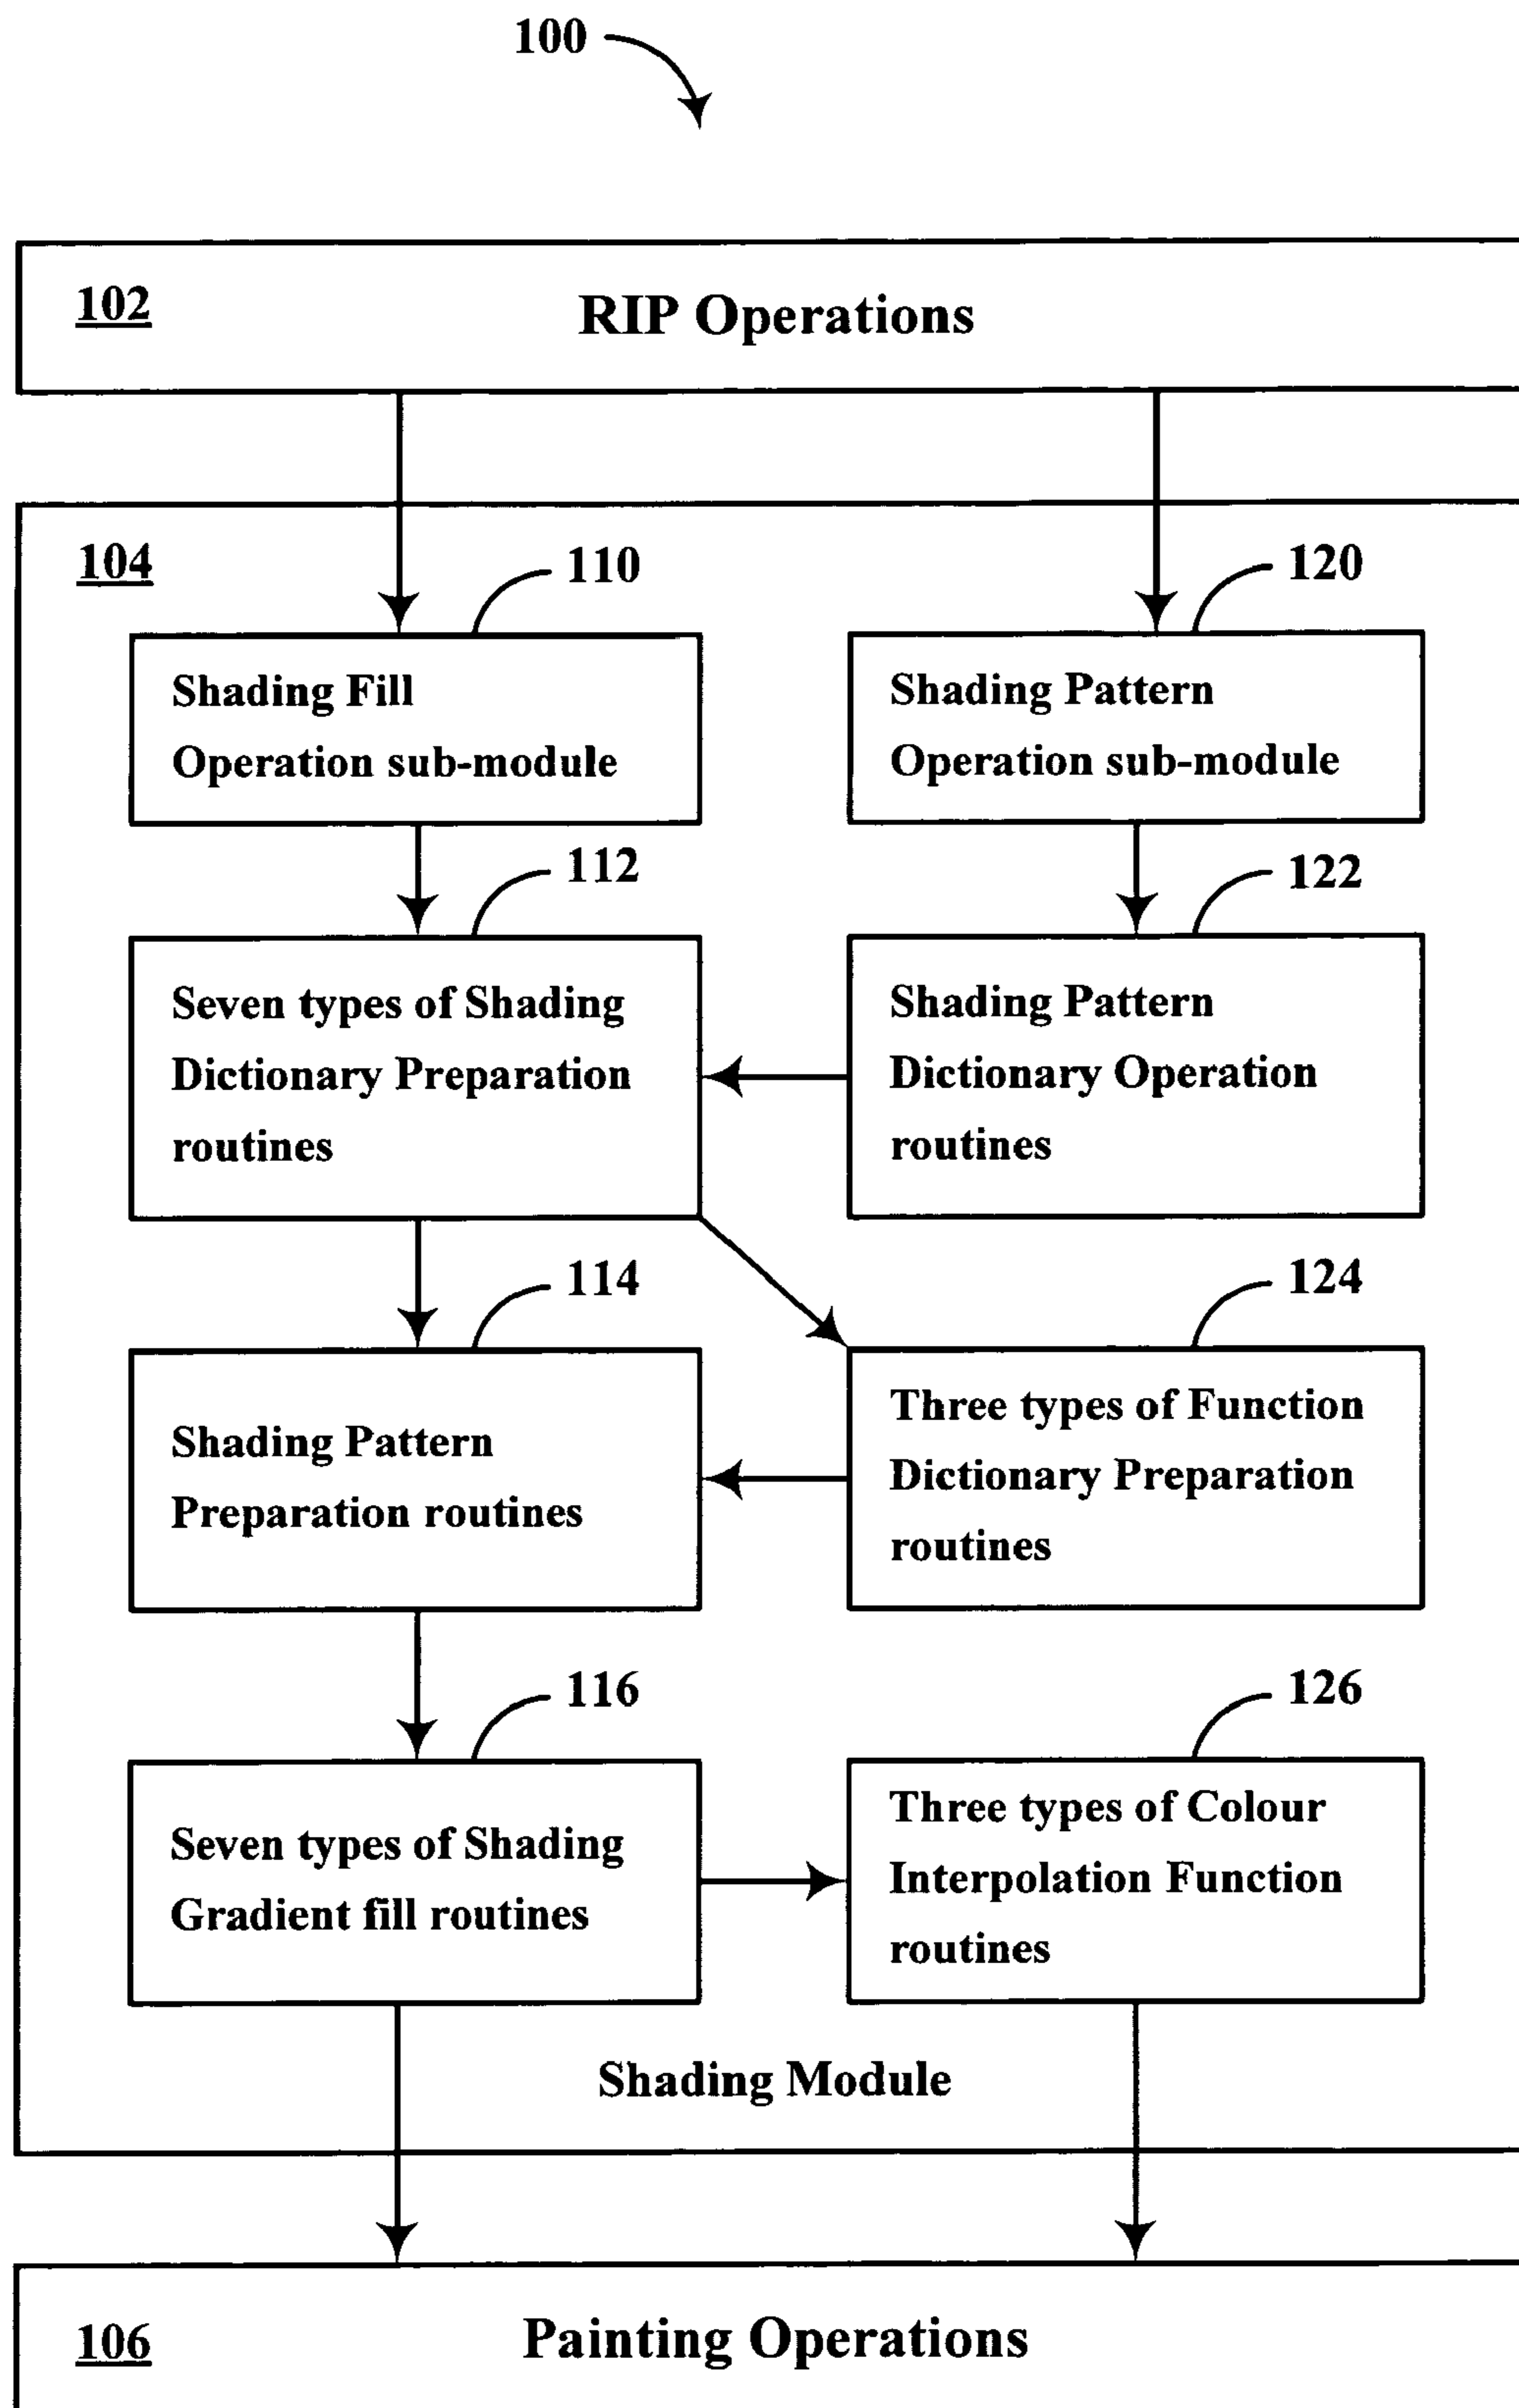 100
102
RIP Operations
104
110
120
Shading Fill
Operation sub-module
Shading Pattern
Operation sub-module
112
122
Seven types of Shading
Dictionary Preparation
routines
Shading Pattern
Dictionary Operation
routines
114
124
Shading Pattern
Preparation routines
Three types of Function
Dictionary Preparation
routines
116
126
Seven types of Shading
Gradient fill routines
Three types of Colour
Interpolation Function
routines
Shading Module
106
Painting Operations